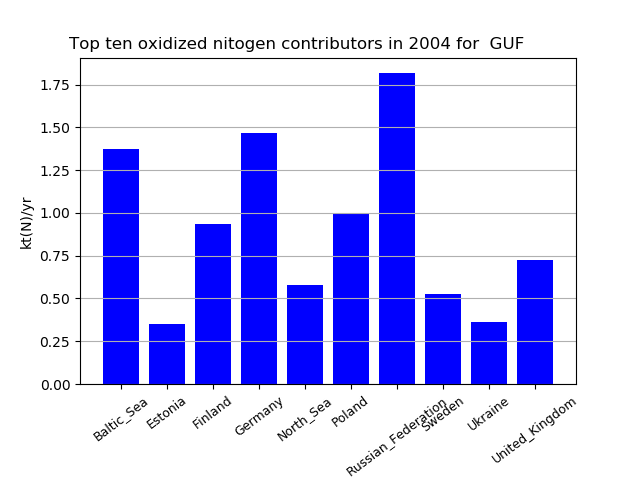 Top ten oxidized nitogen contributors in 2004 for  GUF
kt(N)/yr
1.75
1.50
1.25
1.00
0.75
0.50
0.25
0.00
Baltic_Sea
Estonia
Finland
Germany
North_Sea
Poland
Russian_Federation
Sweden
Ukraine
United_Kingdom